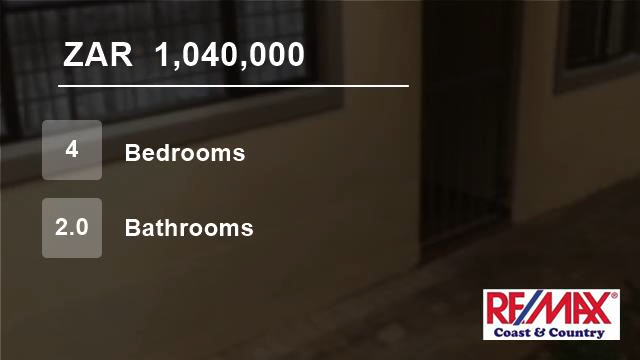 ZAR 1,040,000
4
Bedrooms
2.0
Bathrooms
RE/MAX®
Coast & Country